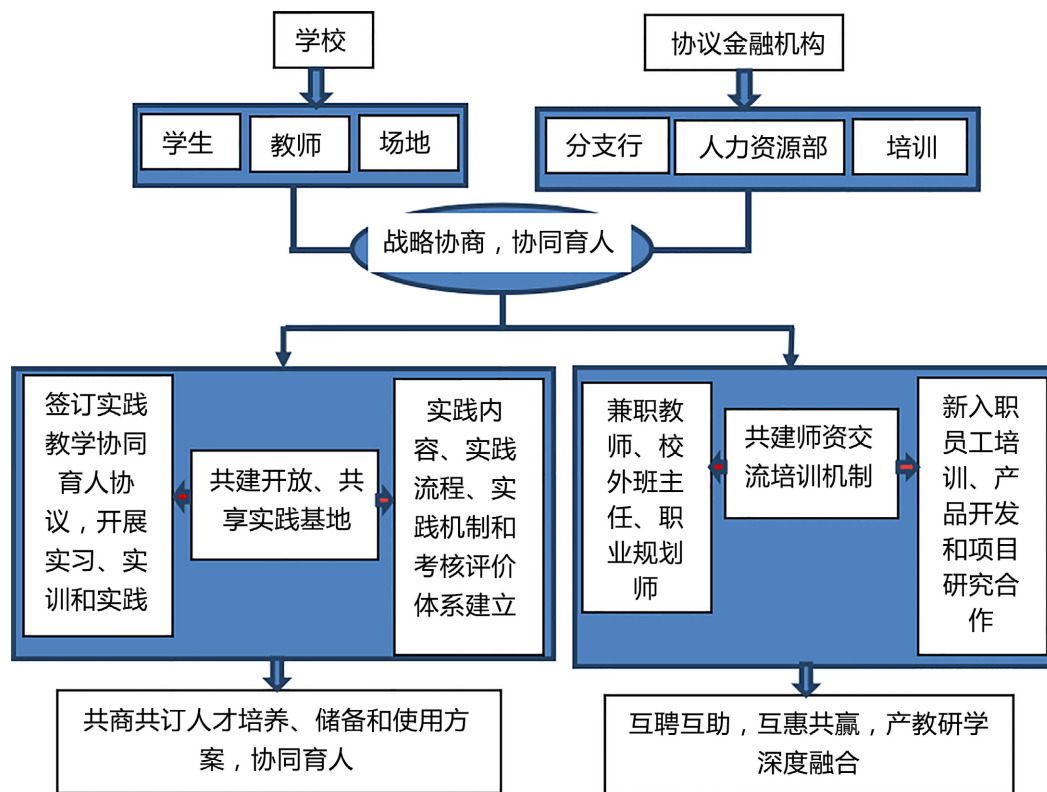 学校
协议金融机构
学生
教师
场地
分支行
人力资源部
培训
战略协商，协同育人
签订实践
教学协同
育人协
议，开展
实习、实
训和实践
共建开放、共
享实践基地
实践内
容、实践
流程、实
践机制和
考核评价
体系建立
兼职教
师、校
外班主
任、职
业规划
师
共建师资交
流培训机制
新入职
员工培
训、产
品开发
和项目
研究合
作
共商共订人才培养、储备和使用方
案，协同育人
互聘互助，互惠共赢，产教研学
深度融合